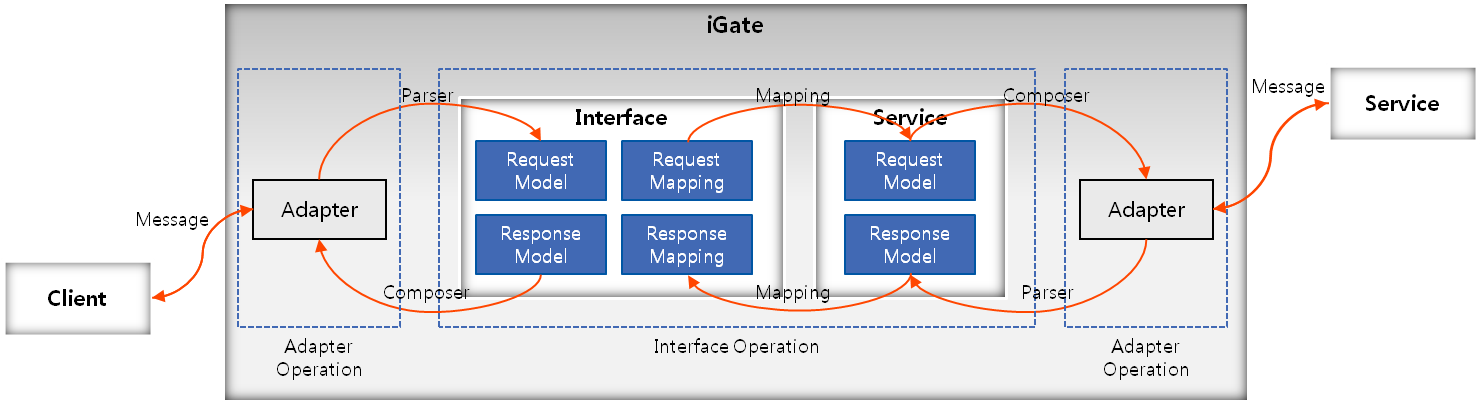 iGate
Parser
Mapping
Composer
Message
Service
Interface
Service
Request
Model
Request
Mapping
Request
Model
Adapter
Adapter
Message
Response
Model
Response
Mapping
Response
Model
Client
Composer
Mapping
Parser
Adapter
Operation
Interface Operation
Adapter
Operation